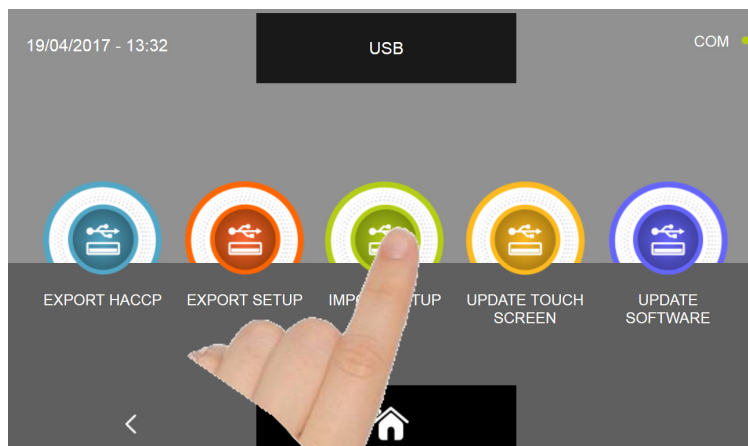 19/04/2017 - 13:32
USB
COM
EXPORT HACCP
EXPORT SETUP
UPDATE TOUCH
SCREEN
UPDATE
SOFTWARE